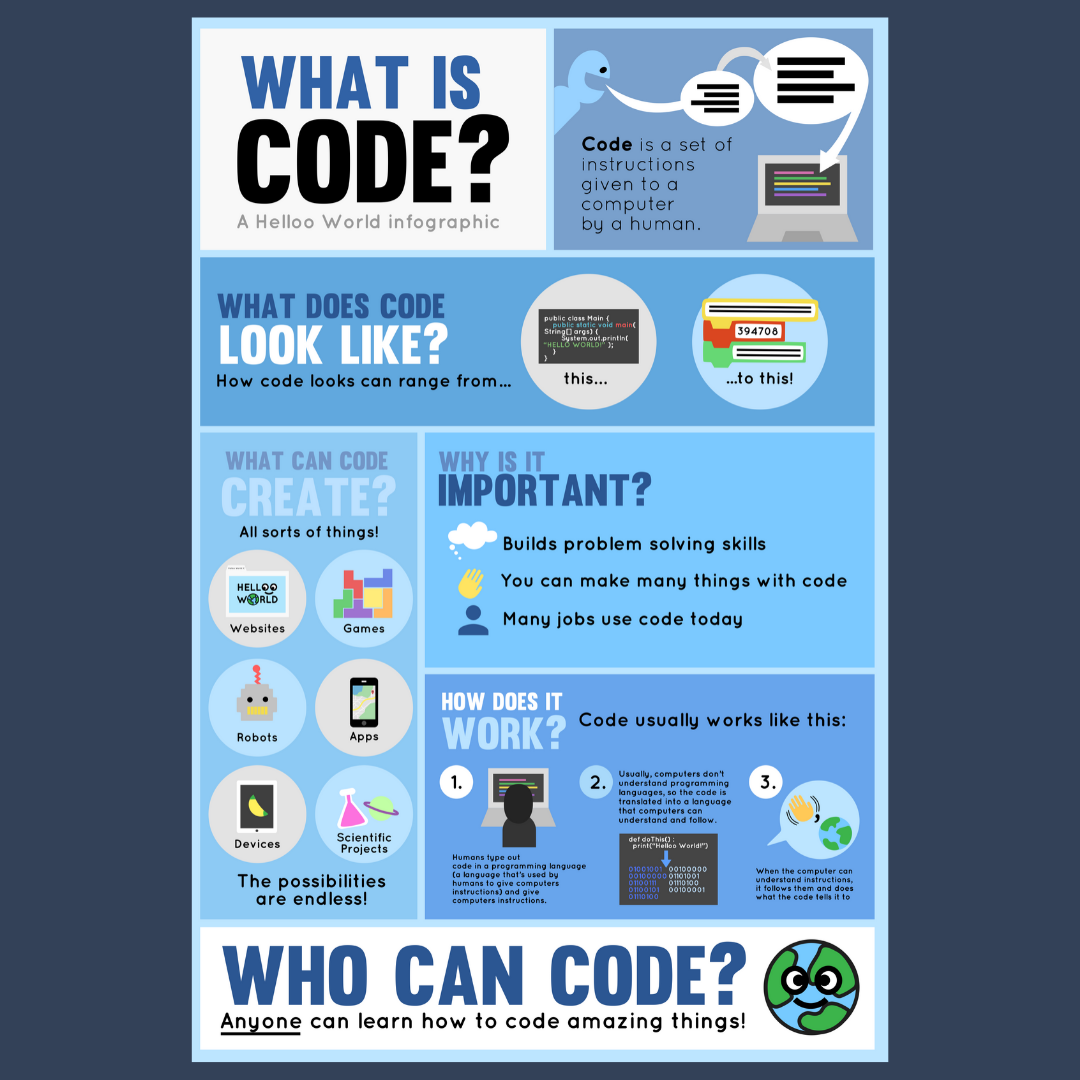 WHAT IS
CODE?
A Helloo World infographic
Code is a set of
instructions
given to a
computer
by a human.
WHAT DOES CODE
LOOK LIKE?
How code looks can range from...
public class Main {
public static void main(
String[] args) {
System.out.println(
"HELLO WORLD!" );
}
}
this...
394708
...to this!
WHAT CAN CODE
CREATE?
All sorts of things!
HELLOO
WORLD
Websites
Games
Robots
Apps
Devices
Scientific
Projects
The possibilities
are endless!
WHY IS IT
IMPORTANT?
Builds problem solving skills
You can make many things with code
Many jobs use code today
HOW DOES IT
WORK?
Code usually works like this:
1.
Humans type out
code in a programming language
(a language that's used by
humans to give computers
instructions) and give
computers instructions.
2.
Usually, computers don't
understand programming
languages, so the code is
translated into a language
that computers can
understand and follow.
def doThis() :
print("Helloo World!")
01001001 00100000
00100000 01101001
01100111 01110100
01100101 00100001
01110100
3.
When the computer can
understand instructions,
it follows them and does
what the code tells it to
WHO CAN CODE?
Anyone can learn how to code amazing things!